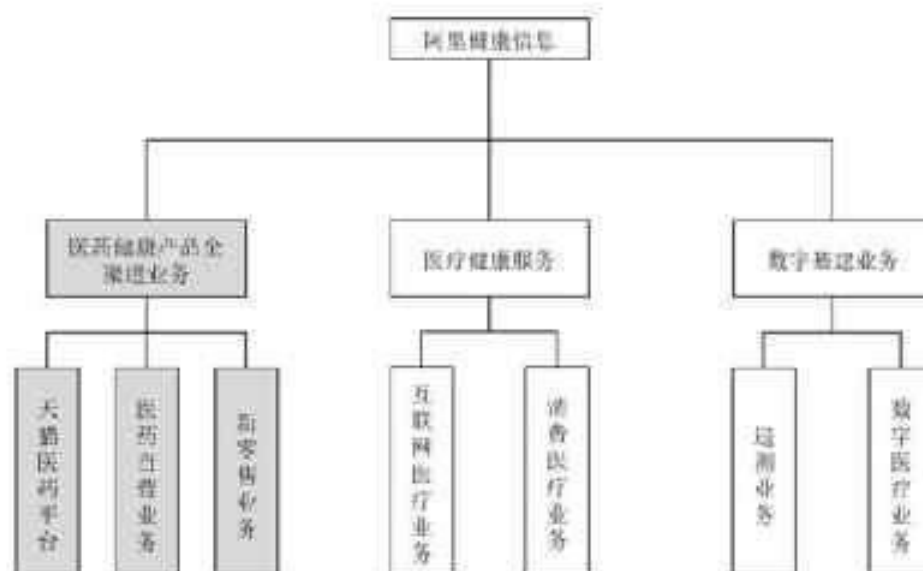 阿里健康信息
医药健康产品全
渠道业务
医疗健康服务
数字基建业务
天猫医药平台
医药自营业务
新零售业务
互联网医疗业务
消费医疗业务
追溯业务
数字医疗业务